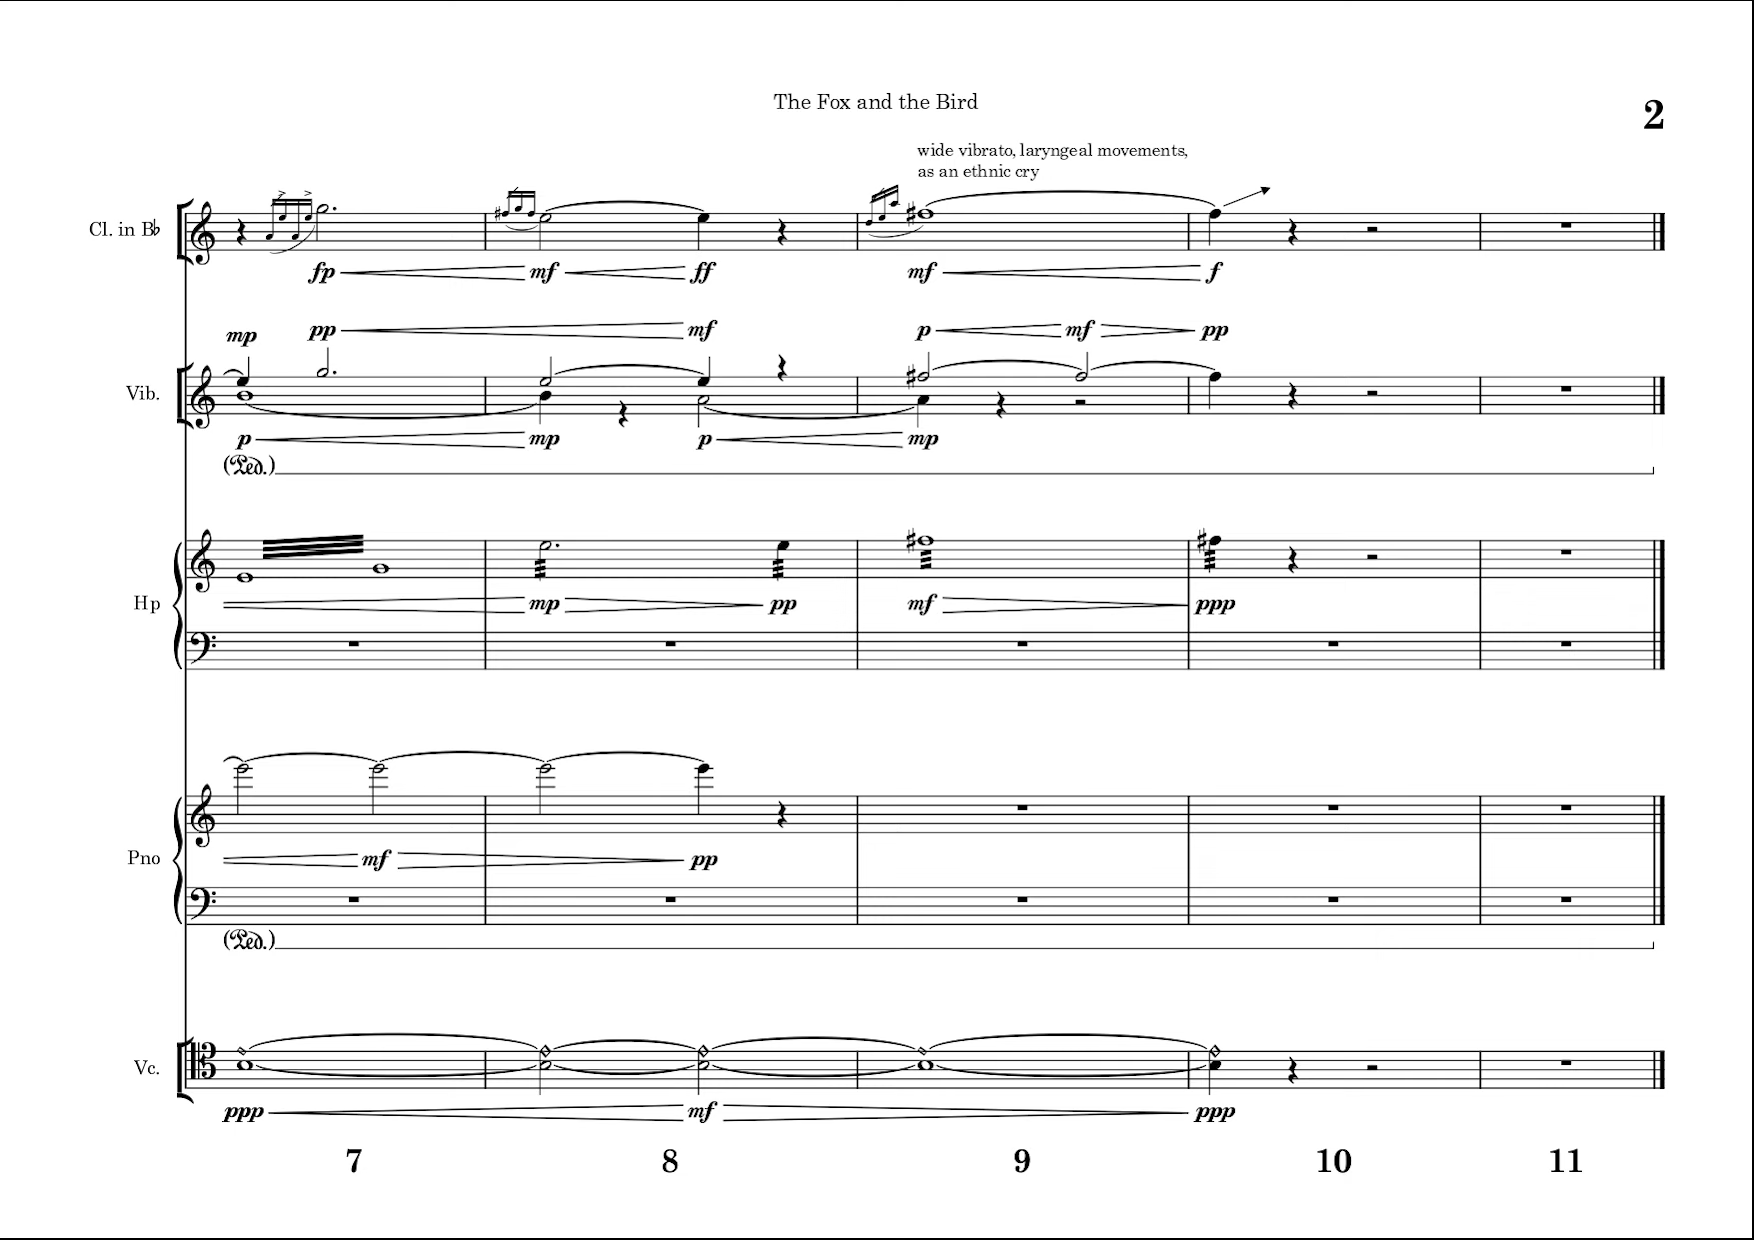 The Fox and the Bird
2
wide vibrato, laryngeal movements,
as an ethnic cry
Cl. in B♭
fp mf ff mf f
mp pp mf p mf pp
Vib.
p mp p mp
(Ped.)
Hp
mp pp mf ppp
Pno
mf pp
(Ped.)
Vc.
ppp mf ppp
7 8 9 10 11